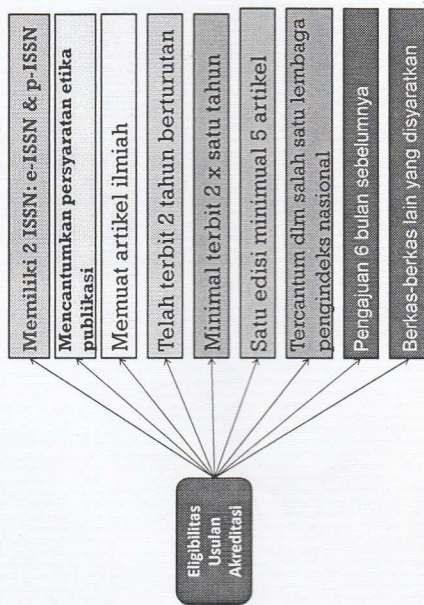 Eligibilitas
Usulan
Akreditasi
Memiliki 2 ISSN: e-ISSN & p-ISSN
Mencantumkan persyaratan etika
publikasi
Memuat artikel ilmiah
Telah terbit 2 tahun berturutan
Minimal terbit 2 x satu tahun
Satu edisi minimal 5 artikel
Tercantum dlm salah satu lembaga
pengindeks nasional
Pengajuan 6 bulan sebelumnya
Berkas-berkas lain yang disyaratkan